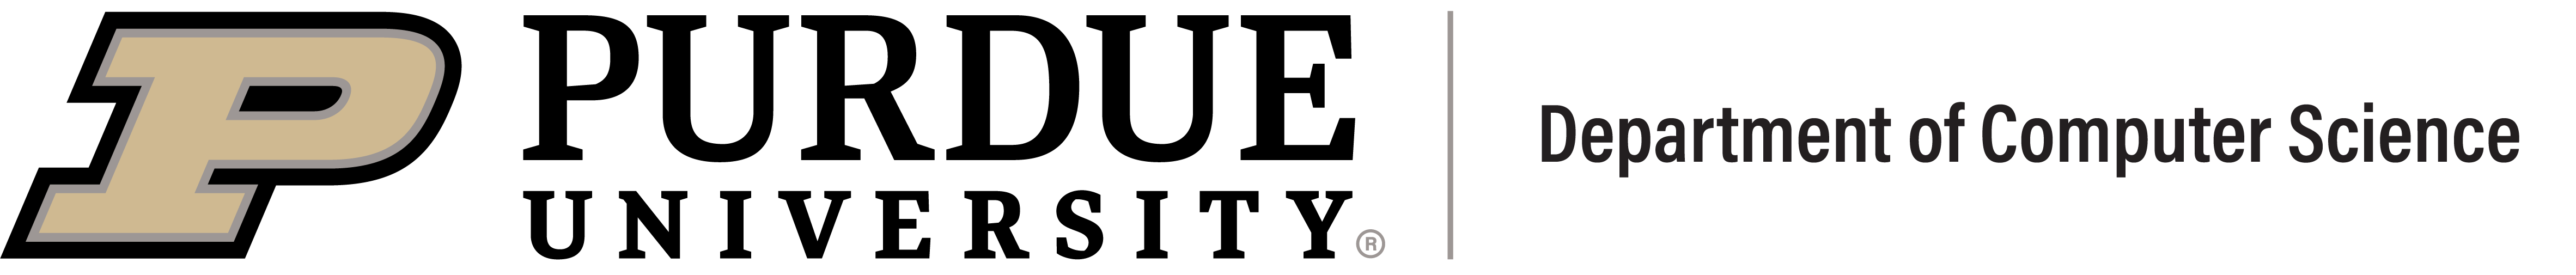 P
PURDUE
UNIVERSITY®
Department of Computer Science